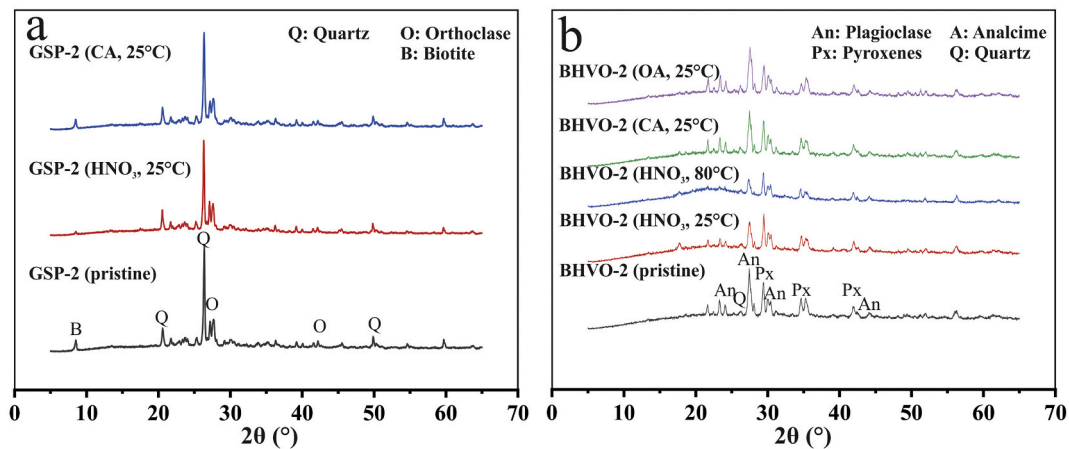 a
Q: Quartz O: Orthoclase
B: Biotite
GSP-2 (CA, 25°C)
GSP-2 (HNO₃, 25°C)
GSP-2 (pristine)
Q
B
Q
O
O
Q
0 10 20 30 40 50 60 70
2θ (°)
b
An: Plagioclase A: Analcime
Px: Pyroxenes Q: Quartz
BHVO-2 (OA, 25°C)
BHVO-2 (CA, 25°C)
BHVO-2 (HNO₃, 80°C)
BHVO-2 (HNO₃, 25°C)
BHVO-2 (pristine)
An
Px
An Q An Px Px
An
0 10 20 30 40 50 60 70
2θ (°)